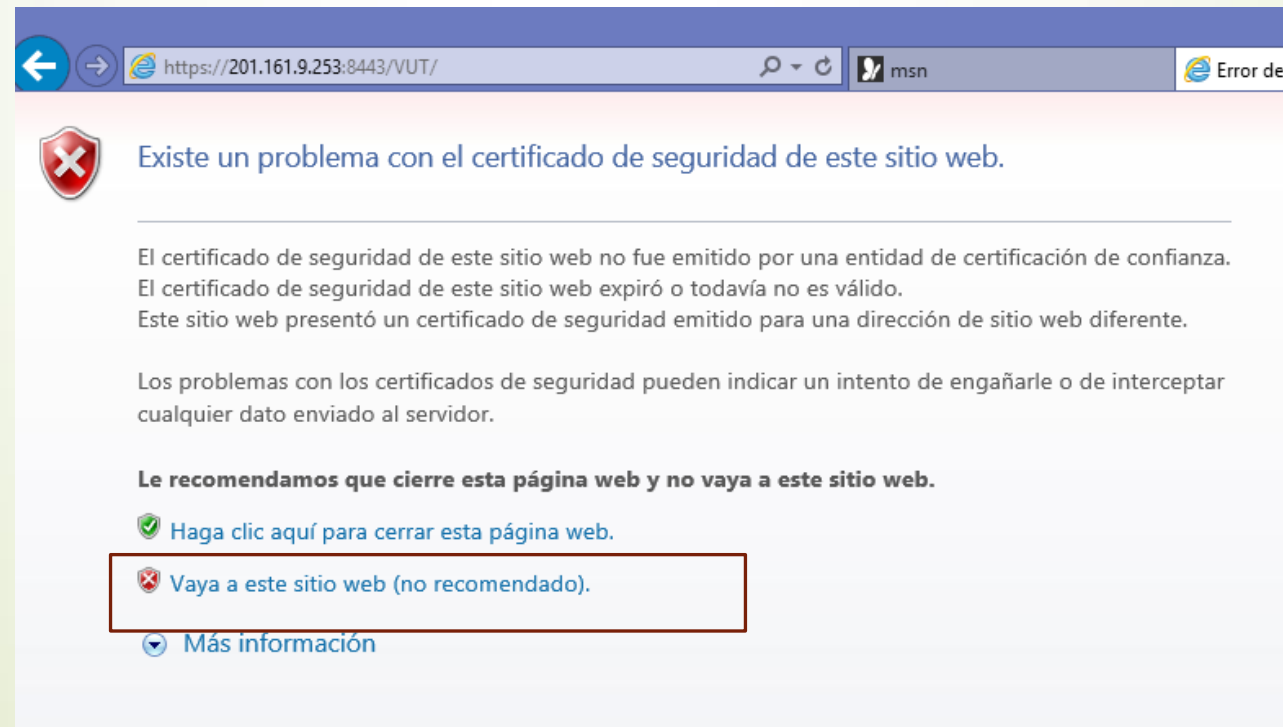 https://201.161.9.253:8443/VUT/
msn
Error de
Existe un problema con el certificado de seguridad de este sitio web.
El certificado de seguridad de este sitio web no fue emitido por una entidad de certificación de confianza.
El certificado de seguridad de este sitio web expiró o todavía no es válido.
Este sitio web presentó un certificado de seguridad emitido para una dirección de sitio web diferente.
Los problemas con los certificados de seguridad pueden indicar un intento de engañarle o de interceptar
cualquier dato enviado al servidor.
Le recomendamos que cierre esta página web y no vaya a este sitio web.
Haga clic aquí para cerrar esta página web.
Vaya a este sitio web (no recomendado).
Más información